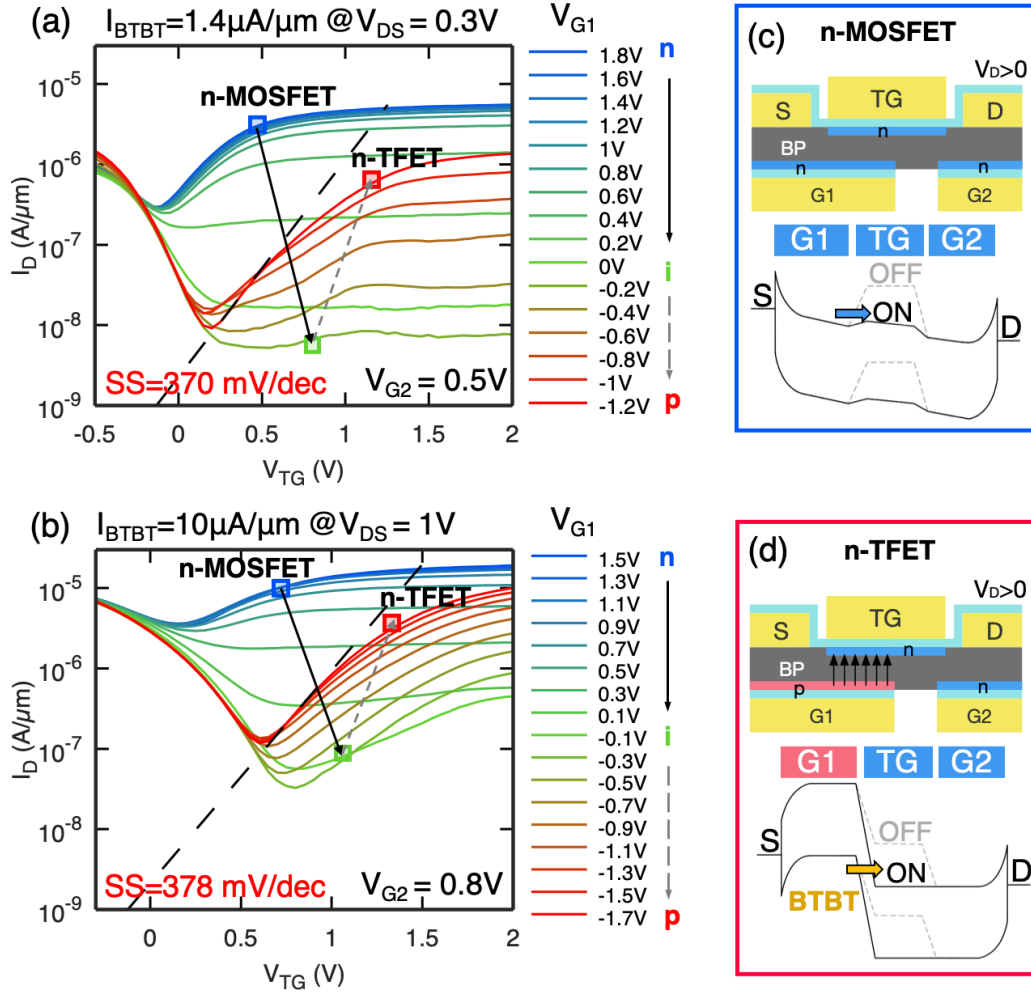 (a) I_BTBT=1.4µA/µm @V_DS = 0.3V
V_G1
n-MOSFET
n-TFET
I_D (A/µm)
10^-5
10^-6
10^-7
10^-8
10^-9
SS=370 mV/dec
V_G2 = 0.5V
-0.5 0 0.5 1 1.5 2
V_TG (V)
1.8V
1.6V
1.4V
1.2V
1V
0.8V
0.6V
0.4V
0.2V
0V
-0.2V
-0.4V
-0.6V
-0.8V
-1V
-1.2V
n
i
p
(b) I_BTBT=10µA/µm @V_DS = 1V
V_G1
n-MOSFET
n-TFET
I_D (A/µm)
10^-5
10^-6
10^-7
10^-8
10^-9
SS=378 mV/dec
V_G2 = 0.8V
0 0.5 1 1.5 2
V_TG (V)
1.5V
1.3V
1.1V
0.9V
0.7V
0.5V
0.3V
0.1V
-0.1V
-0.3V
-0.5V
-0.7V
-0.9V
-1.1V
-1.3V
-1.5V
-1.7V
n
i
p
(c) n-MOSFET
V_D>0
S TG D
n
BP
n n
G1 G2
G1 TG G2
OFF
S ON D
(d) n-TFET
V_D>0
S TG D
n
BP
p n
G1 G2
G1 TG G2
OFF
S ON D
BTBT